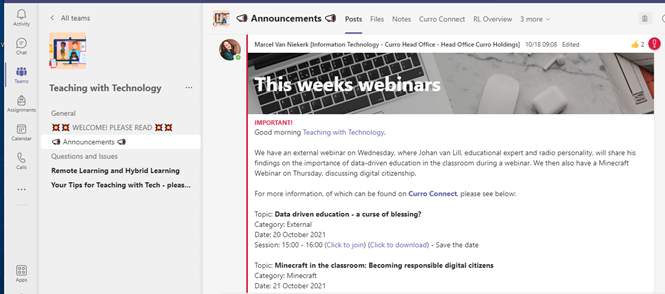 Activity
Chat
Teams
Assignments
Calendar
Calls
Apps
All teams
Teaching with Technology
General
WELCOME! PLEASE READ
Announcements
Questions and Issues
Remote Learning and Hybrid Learning
Your Tips for Teaching with Tech - pleas...
Announcements Posts Files Notes Curro Connect RL Overview 3 more
Marcel Van Niekerk [Information Technology - Curro Head Office - Head Office Curro Holdings] 10/18 09:08 Edited 2
This weeks webinars
IMPORTANT!
Good morning Teaching with Technology,
We have an external webinar on Wednesday, where Johan van Lill, educational expert and radio personality, will share his
findings on the importance of data-driven education in the classroom during a webinar. We then also have a Minecraft
Webinar on Thursday, discussing digital citizenship.
For more information, of which can be found on Curro Connect, please see below:
Topic: Data driven education - a curse of blessing?
Category: External
Date: 20 October 2021
Session: 15:00 - 16:00 (Click to join) (Click to download) - Save the date
Topic: Minecraft in the classroom: Becoming responsible digital citizens
Category: Minecraft
Date: 21 October 2021